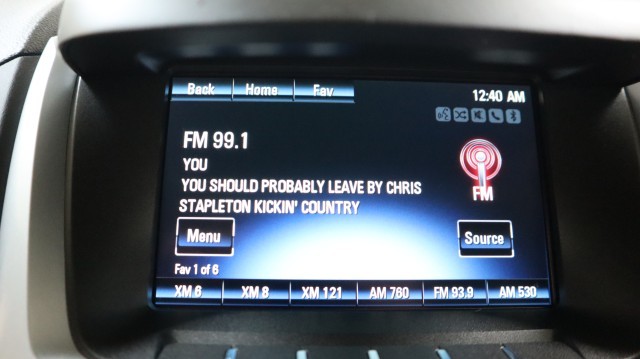 Back Home Fav 12:40 AM
FM 99.1
YOU
YOU SHOULD PROBABLY LEAVE BY CHRIS
STAPLETON KICKIN' COUNTRY
FM
Menu Source
Fav 1 of 6
XM 6 XM 8 XM 121 AM 760 FM 93.9 AM 530